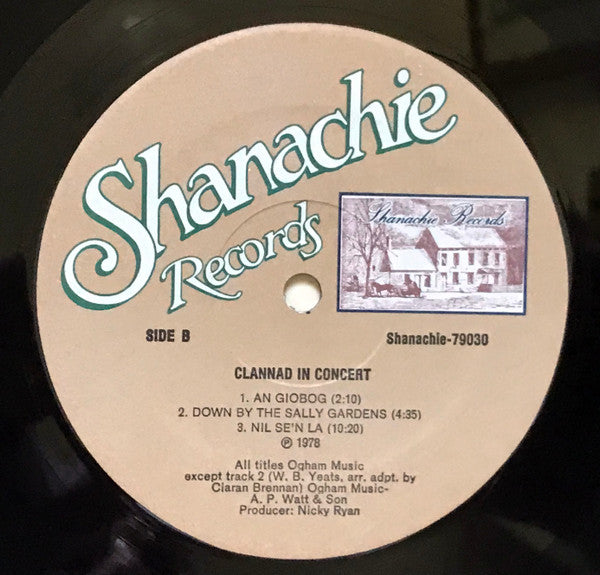 Shanachie
Records
Shanachie Records
SIDE B
Shanachie-79030
CLANNAD IN CONCERT
1. AN GIOBOG (2:10)
2. DOWN BY THE SALLY GARDENS (4:35)
3. NIL SE'N LA (10:20)
℗ 1978
All titles Ogham Music
except track 2 (W. B. Yeats, arr. adpt. by
Ciaran Brennan) Ogham Music-
A. P. Watt & Son
Producer: Nicky Ryan